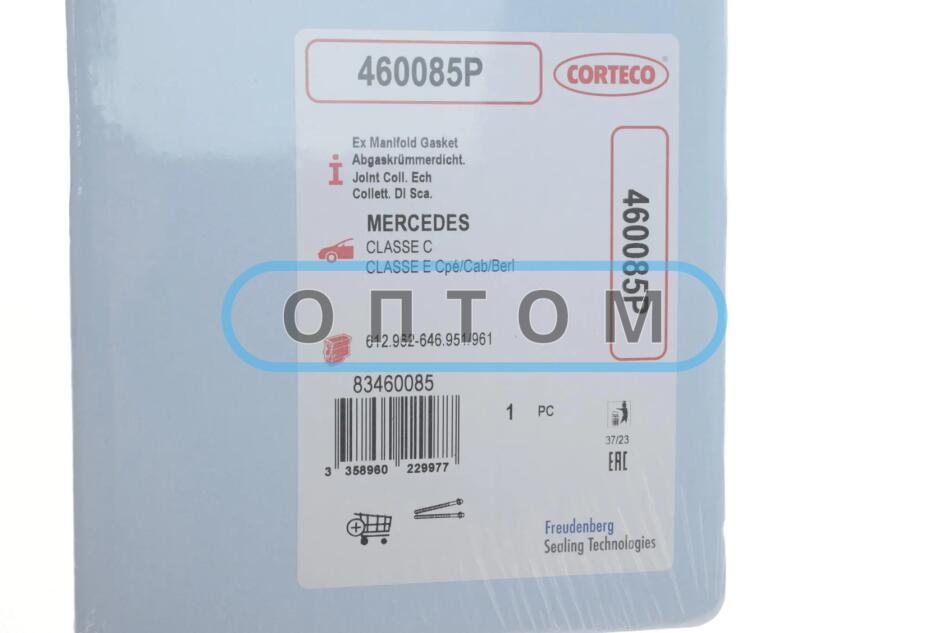 460085P
CORTECO
®
Ex Manifold Gasket
Abgaskrümmerdicht.
Joint Coll. Ech
Collett. DI Sca.
MERCEDES
CLASSE C
CLASSE E Cpé/Cab/Berl
460085P
ОПТОМ
612.962-646.951/961
83460085
3 358960 229977
1 PC
37/23
EAC
Freudenberg
Sealing Technologies